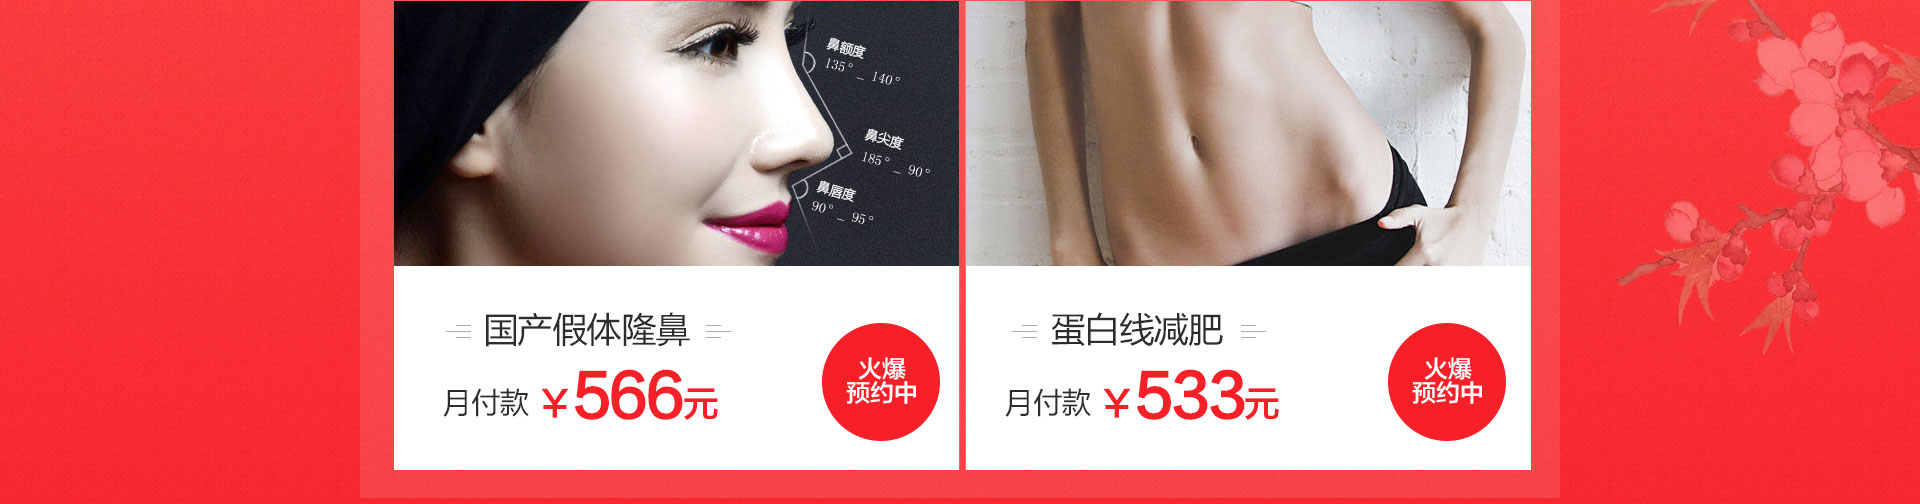 鼻额度
135° – 140°
鼻尖度
185° – 90°
鼻唇度
90° – 95°
国产假体隆鼻
月付款 ¥566元
火爆
预约中
蛋白线减肥
月付款 ¥533元
火爆
预约中